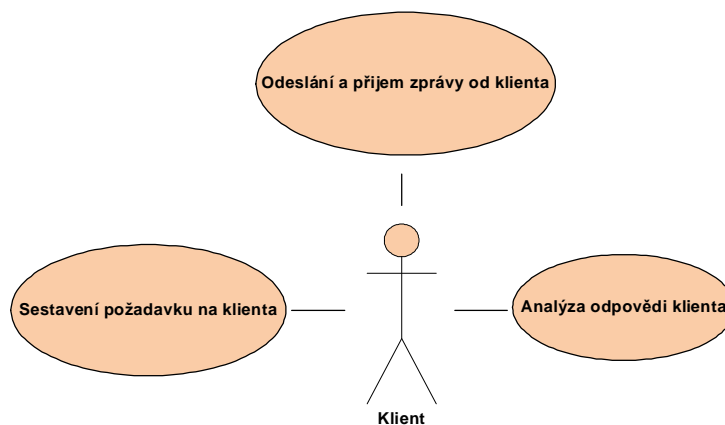 Odeslání a přijem zprávy od klienta
Sestavení požadavku na klienta
Analýza odpovědi klienta
Klient